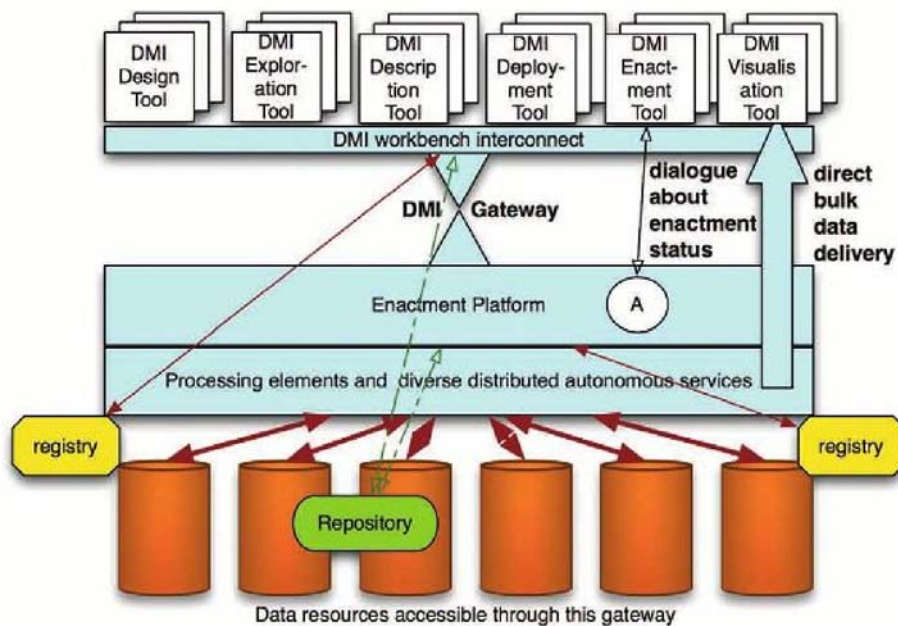 DMI
Design
Tool
DMI
Explor-
ation
Tool
DMI
Descrip
tion
Tool
DMI
Deploy-
ment
Tool
DMI
Enact-
ment
Tool
DMI
Visualis
ation
Tool
DMI workbench interconnect
DMI Gateway
dialogue
about
enactment
status
direct
bulk
data
delivery
Enactment Platform
A
Processing elements and diverse distributed autonomous services
registry
registry
Repository
Data resources accessible through this gateway